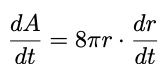 dA/dt = 8πr · dr/dt